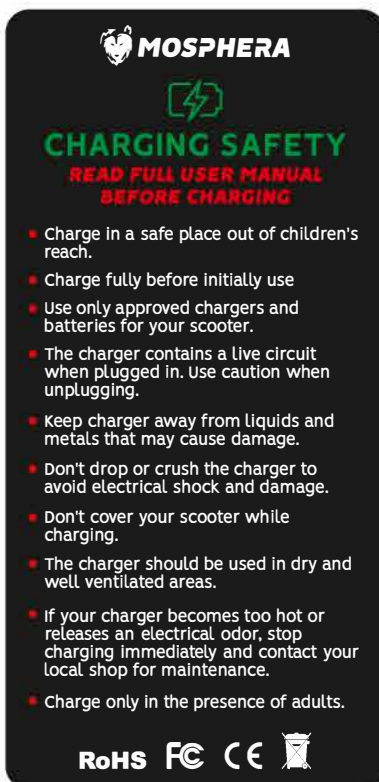 MOSPHERA
CHARGING SAFETY
READ FULL USER MANUAL
BEFORE CHARGING
Charge in a safe place out of children's
reach.
Charge fully before initially use
Use only approved chargers and
batteries for your scooter.
The charger contains a live circuit
when plugged in. Use caution when
unplugging.
Keep charger away from liquids and
metals that may cause damage.
Don't drop or crush the charger to
avoid electrical shock and damage.
Don't cover your scooter while
charging.
The charger should be used in dry and
well ventilated areas.
If your charger becomes too hot or
releases an electrical odor, stop
charging immediately and contact your
local shop for maintenance.
Charge only in the presence of adults.
RoHS FC CE